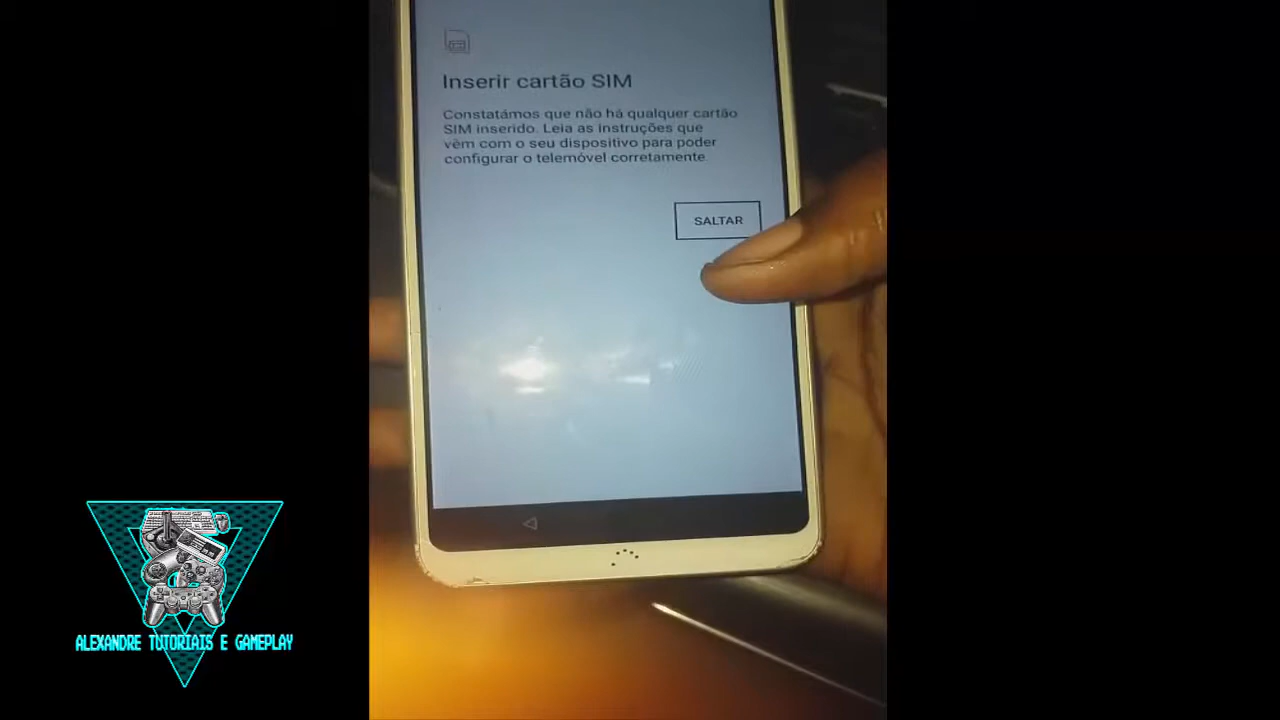 Inserir cartão SIM
Constatámos que não há qualquer cartão
SIM inserido. Leia as instruções que
vêm com o seu dispositivo para poder
configurar o telemóvel corretamente.
SALTAR
ALEXANDRE TUTORIAIS E GAMEPLAY